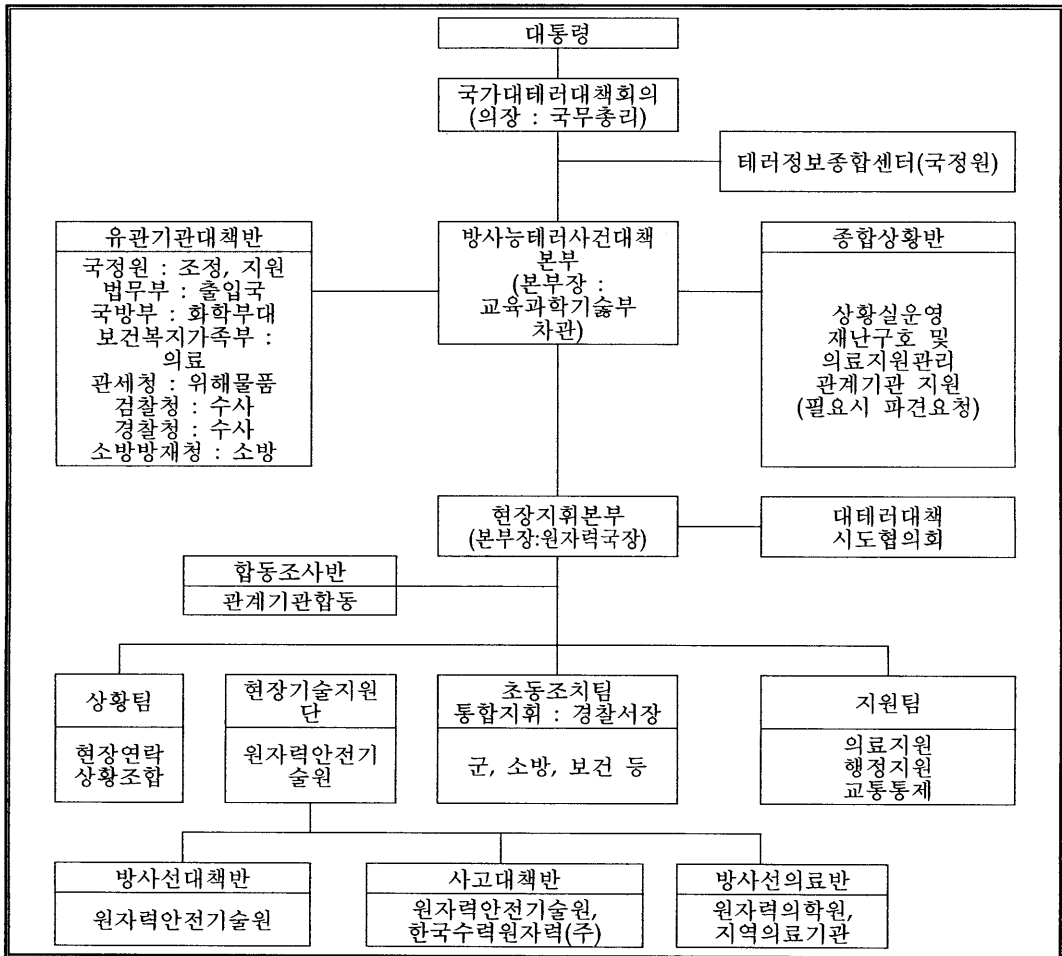 대통령
국가대테러대책회의
(의장 : 국무총리)
테러정보종합센터(국정원)
유관기관대책반
국정원 : 조정, 지원
법무부 : 출입국
국방부 : 화학부대
보건복지가족부 :
의료
관세청 : 위해물품
검찰청 : 수사
경찰청 : 수사
소방방재청 : 소방
방사능테러사건대책
본부
(본부장 :
교육과학기술부
차관)
종합상황반
상황실운영
재난구호 및
의료지원관리
관계기관 지원
(필요시 파견요청)
현장지휘본부
(본부장:원자력국장)
대테러대책
시도협의회
합동조사반
관계기관합동
상황팀
현장연락
상황조합
현장기술지원
단
원자력안전기
술원
초동조치팀
통합지휘 : 경찰서장
군, 소방, 보건 등
지원팀
의료지원
행정지원
교통통제
방사선대책반
원자력안전기술원
사고대책반
원자력안전기술원,
한국수력원자력(주)
방사선의료반
원자력의학원,
지역의료기관